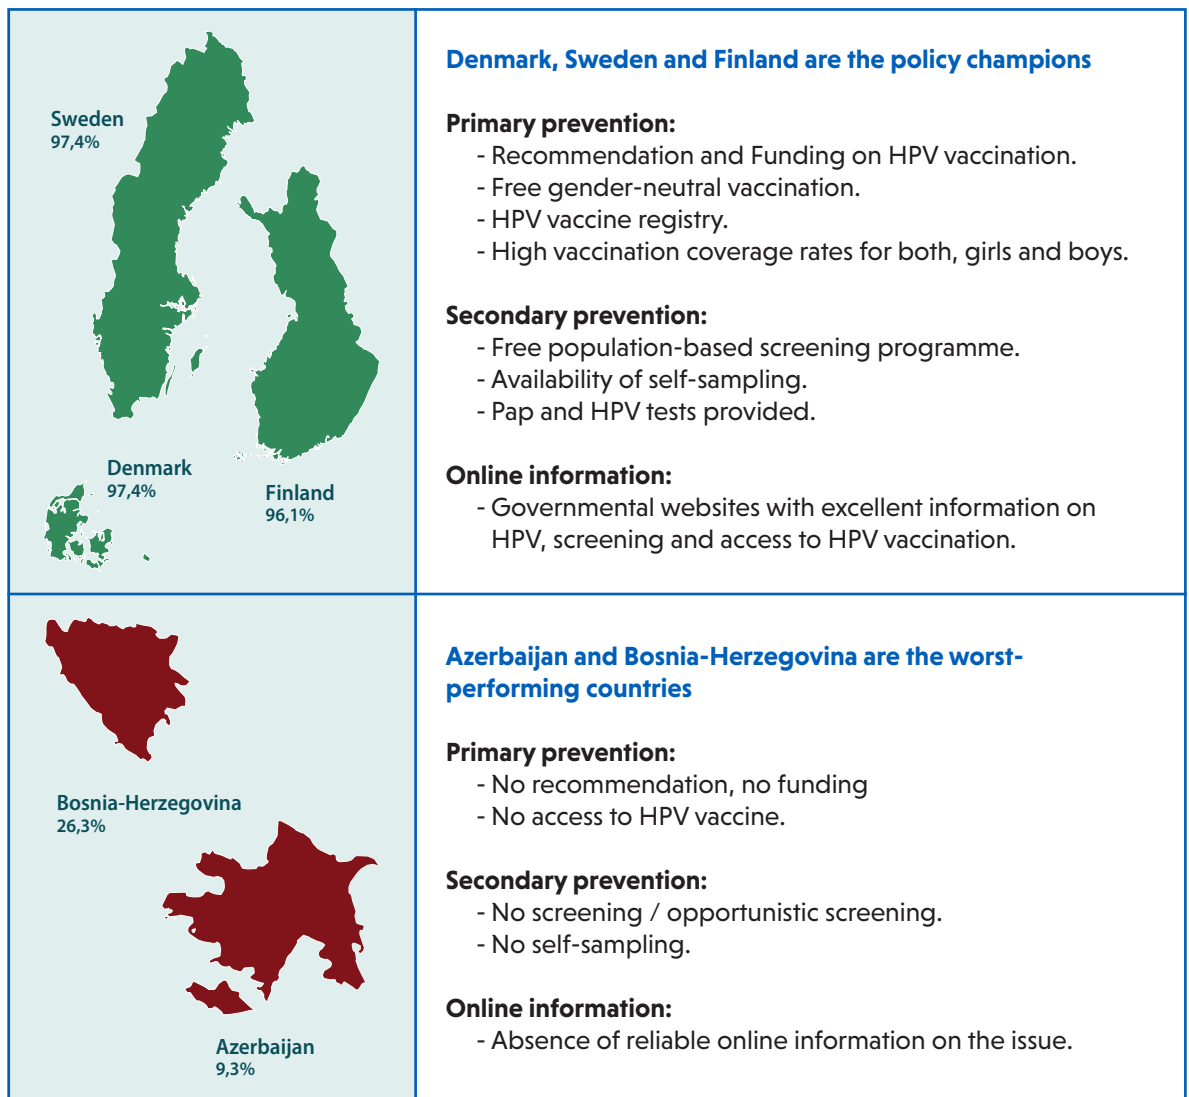 Sweden
97,4%
Denmark
97,4%
Finland
96,1%
Denmark, Sweden and Finland are the policy champions
Primary prevention:
- Recommendation and Funding on HPV vaccination.
- Free gender-neutral vaccination.
- HPV vaccine registry.
- High vaccination coverage rates for both, girls and boys.
Secondary prevention:
- Free population-based screening programme.
- Availability of self-sampling.
- Pap and HPV tests provided.
Online information:
- Governmental websites with excellent information on
HPV, screening and access to HPV vaccination.
Bosnia-Herzegovina
26,3%
Azerbaijan
9,3%
Azerbaijan and Bosnia-Herzegovina are the worst-
performing countries
Primary prevention:
- No recommendation, no funding
- No access to HPV vaccine.
Secondary prevention:
- No screening / opportunistic screening.
- No self-sampling.
Online information:
- Absence of reliable online information on the issue.